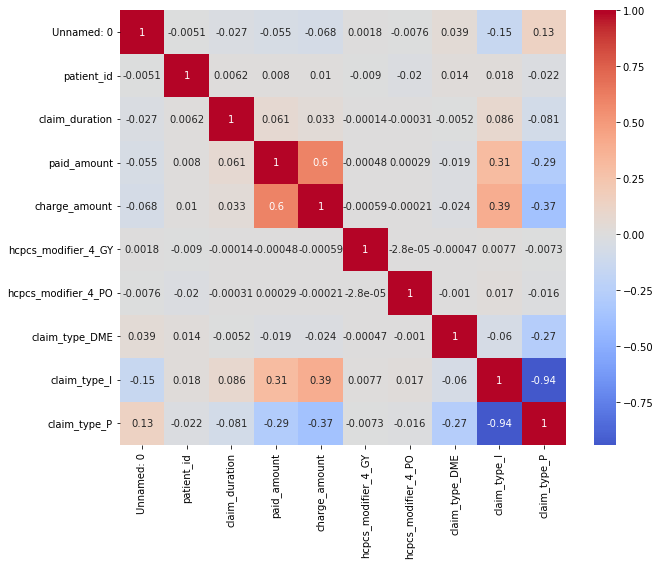 Unnamed: 0 1 -0.0051 -0.027 -0.055 -0.068 0.0018 -0.0076 0.039 -0.15 0.13
patient_id -0.0051 1 0.0062 0.008 0.01 -0.009 -0.02 0.014 0.018 -0.022
claim_duration -0.027 0.0062 1 0.061 0.033 -0.00014 -0.00031 -0.0052 0.086 -0.081
paid_amount -0.055 0.008 0.061 1 0.6 -0.00048 0.00029 -0.019 0.31 -0.29
charge_amount -0.068 0.01 0.033 0.6 1 -0.00059 -0.00021 -0.024 0.39 -0.37
hcpcs_modifier_4_GY 0.0018 -0.009 -0.00014 -0.00048 -0.00059 1 -2.8e-05 -0.00047 0.0077 -0.0073
hcpcs_modifier_4_PO -0.0076 -0.02 -0.00031 0.00029 -0.00021 -2.8e-05 1 -0.001 0.017 -0.016
claim_type_DME 0.039 0.014 -0.0052 -0.019 -0.024 -0.00047 -0.001 1 -0.06 -0.27
claim_type_I -0.15 0.018 0.086 0.31 0.39 0.0077 0.017 -0.06 1 -0.94
claim_type_P 0.13 -0.022 -0.081 -0.29 -0.37 -0.0073 -0.016 -0.27 -0.94 1
Unnamed: 0
patient_id
claim_duration
paid_amount
charge_amount
hcpcs_modifier_4_GY
hcpcs_modifier_4_PO
claim_type_DME
claim_type_I
claim_type_P
1.00
0.75
0.50
0.25
0.00
−0.25
−0.50
−0.75